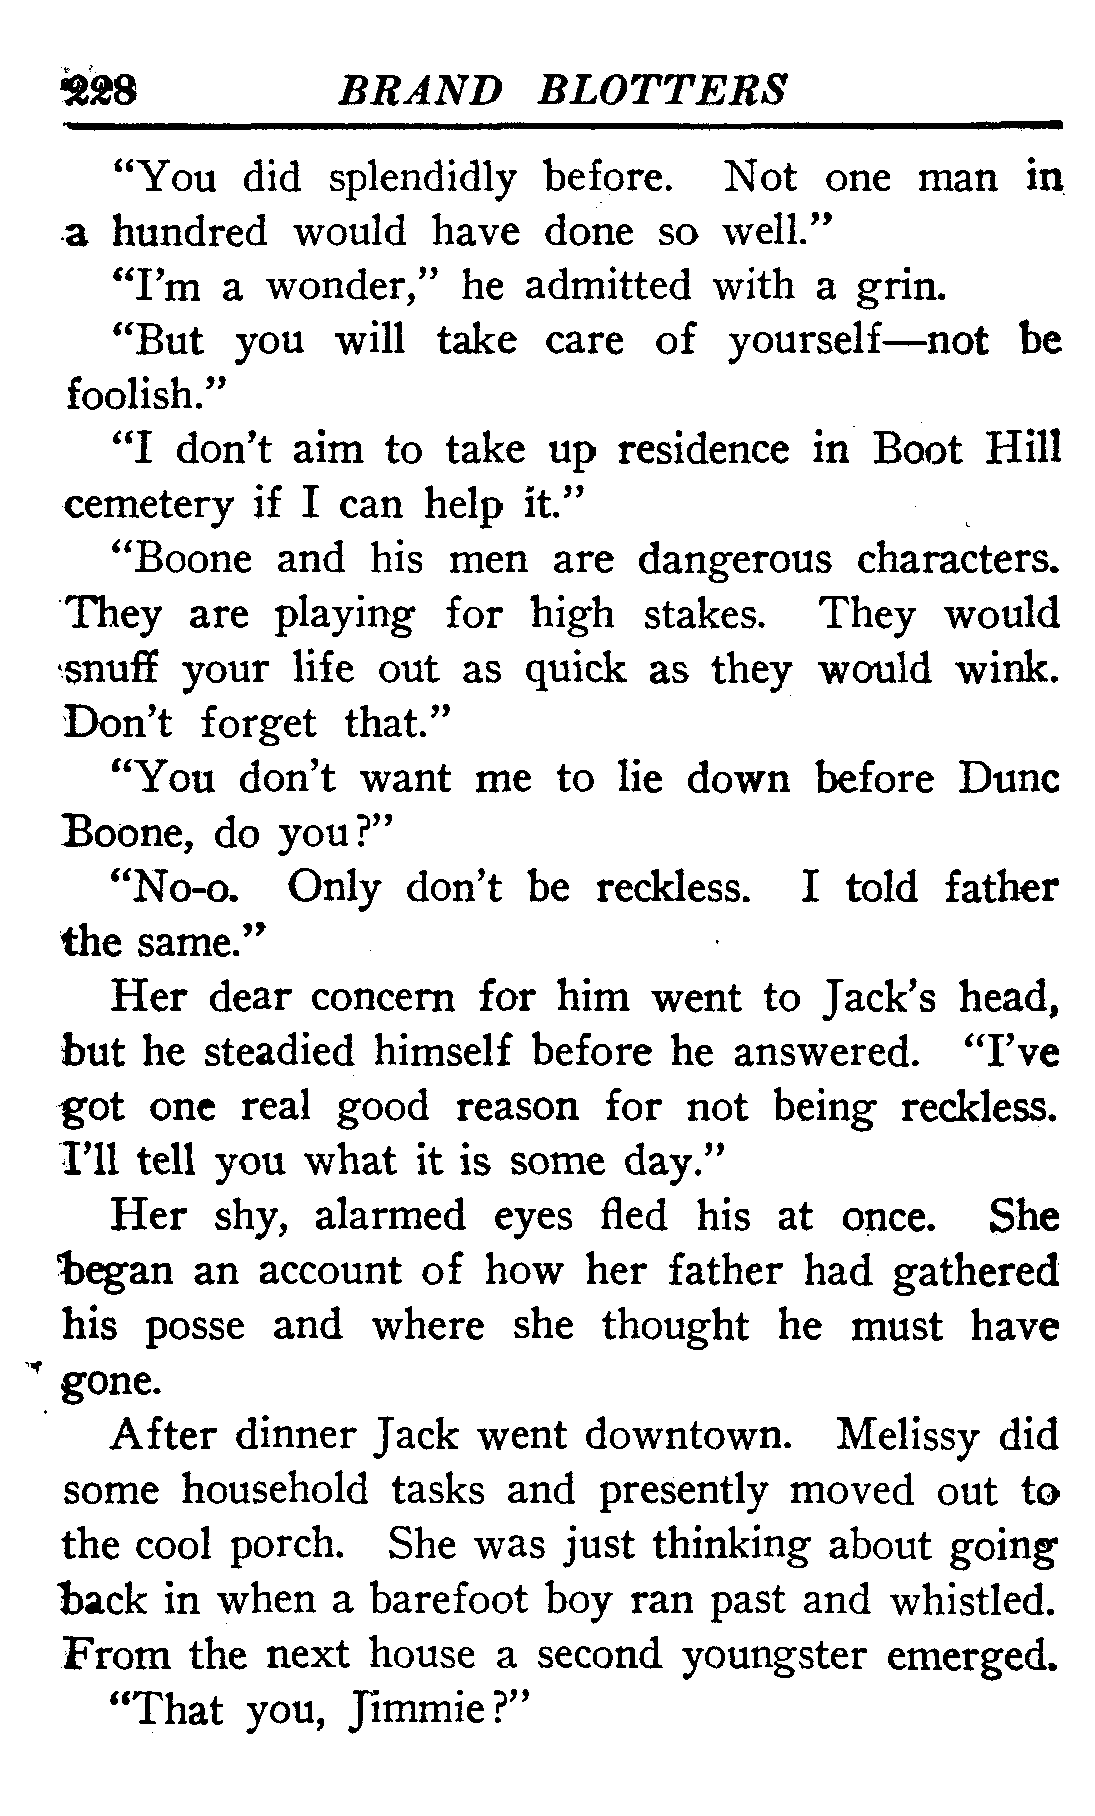 228 BRAND BLOTTERS
“You did splendidly before. Not one man in
a hundred would have done so well.”
“I’m a wonder,” he admitted with a grin.
“But you will take care of yourself—not be
foolish.”
“I don’t aim to take up residence in Boot Hill
cemetery if I can help it.”
“Boone and his men are dangerous characters.
They are playing for high stakes. They would
snuff your life out as quick as they would wink.
Don’t forget that.”
“You don’t want me to lie down before Dunc
Boone, do you?”
“No-o. Only don’t be reckless. I told father
the same.”
Her dear concern for him went to Jack’s head,
but he steadied himself before he answered. “I’ve
got one real good reason for not being reckless.
I’ll tell you what it is some day.”
Her shy, alarmed eyes fled his at once. She
began an account of how her father had gathered
his posse and where she thought he must have
gone.
After dinner Jack went downtown. Melissy did
some household tasks and presently moved out to
the cool porch. She was just thinking about going
back in when a barefoot boy ran past and whistled.
From the next house a second youngster emerged.
“That you, Jimmie?”